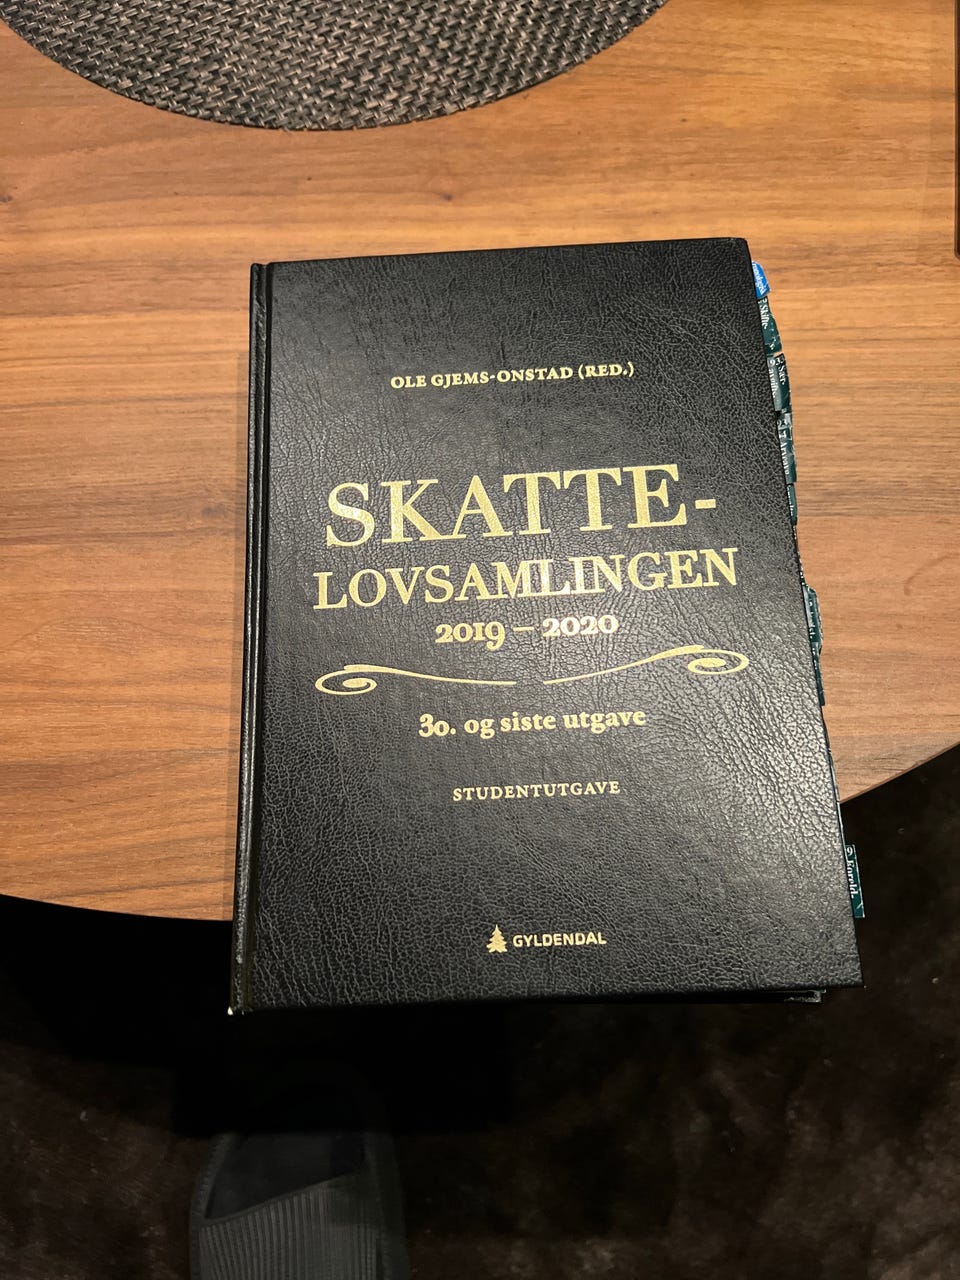 OLE GJEMS-ONSTAD (RED.)
SKATTE-
LOVSAMLINGEN
2019 – 2020
30. og siste utgave
STUDENTUTGAVE
GYLDENDAL